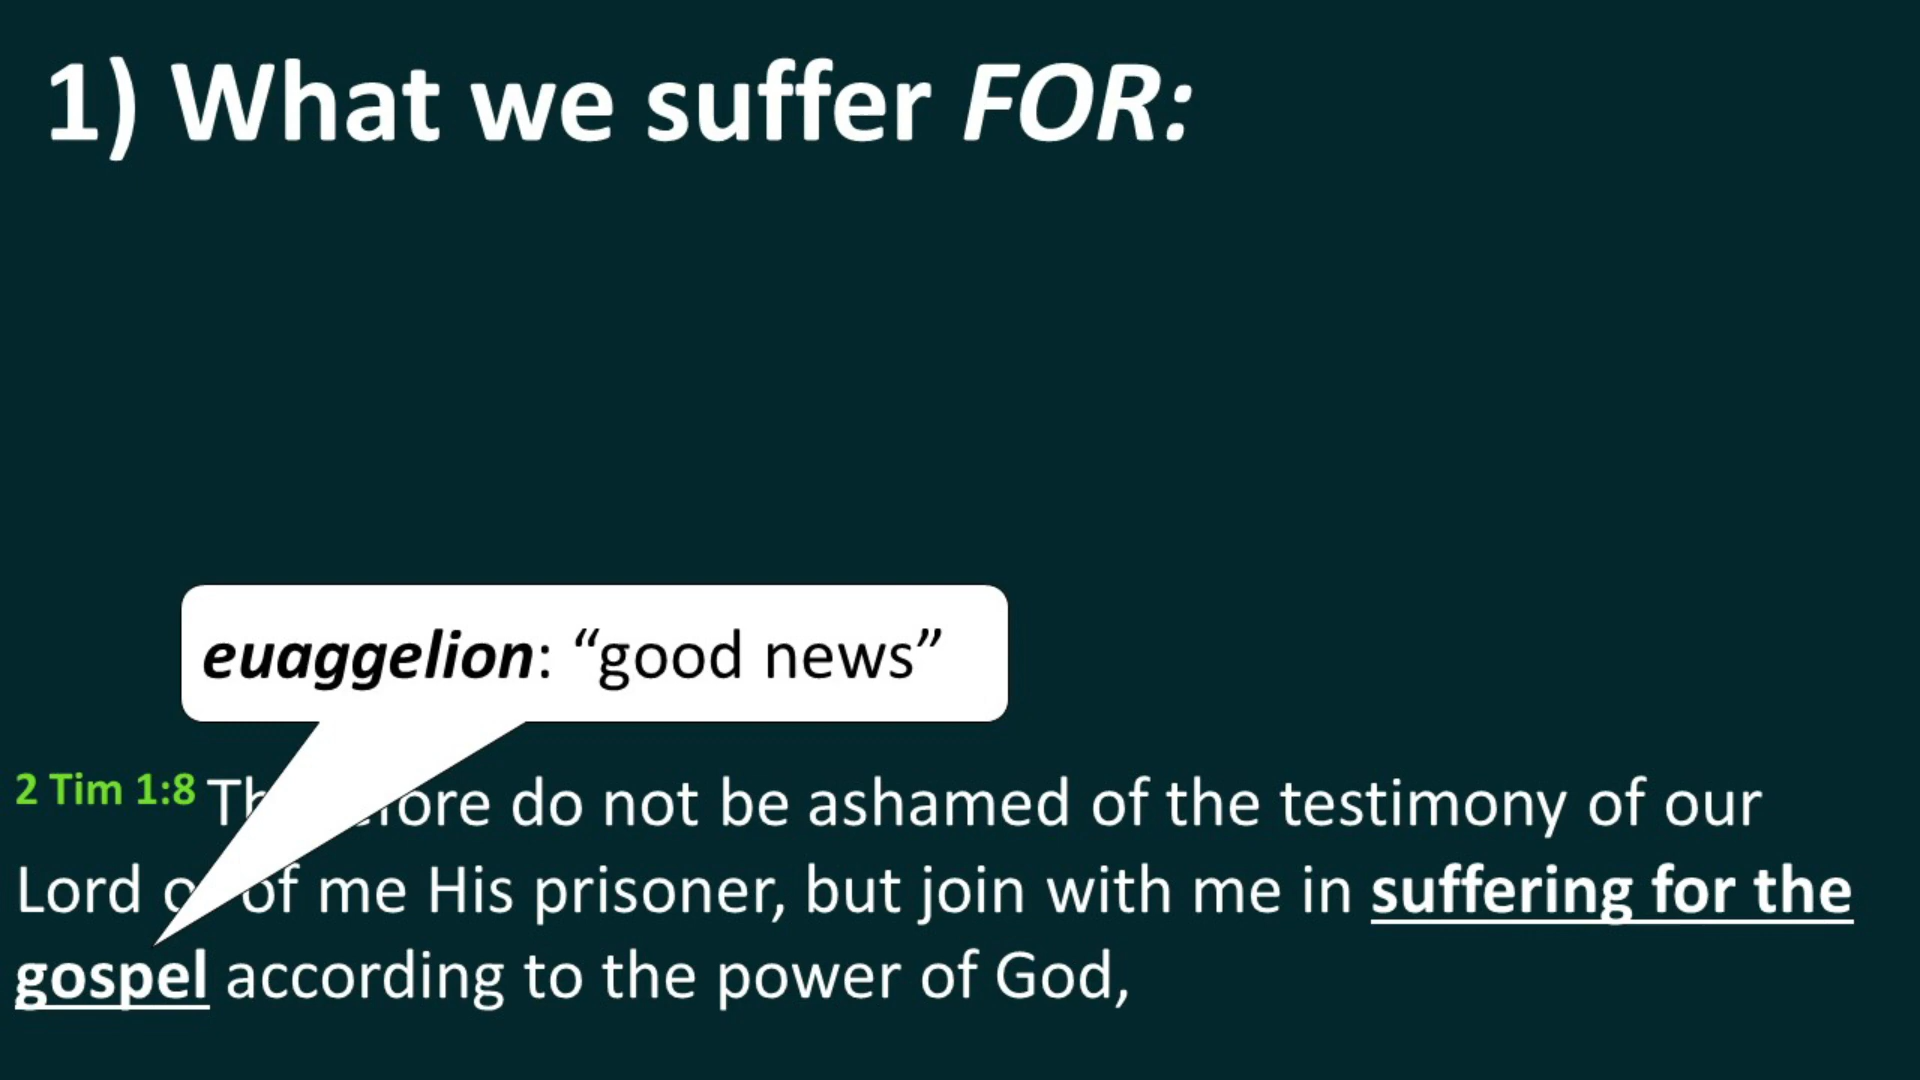 1) What we suffer FOR:
euaggelion: “good news”
2 Tim 1:8 Therefore do not be ashamed of the testimony of our
Lord or of me His prisoner, but join with me in suffering for the
gospel according to the power of God,